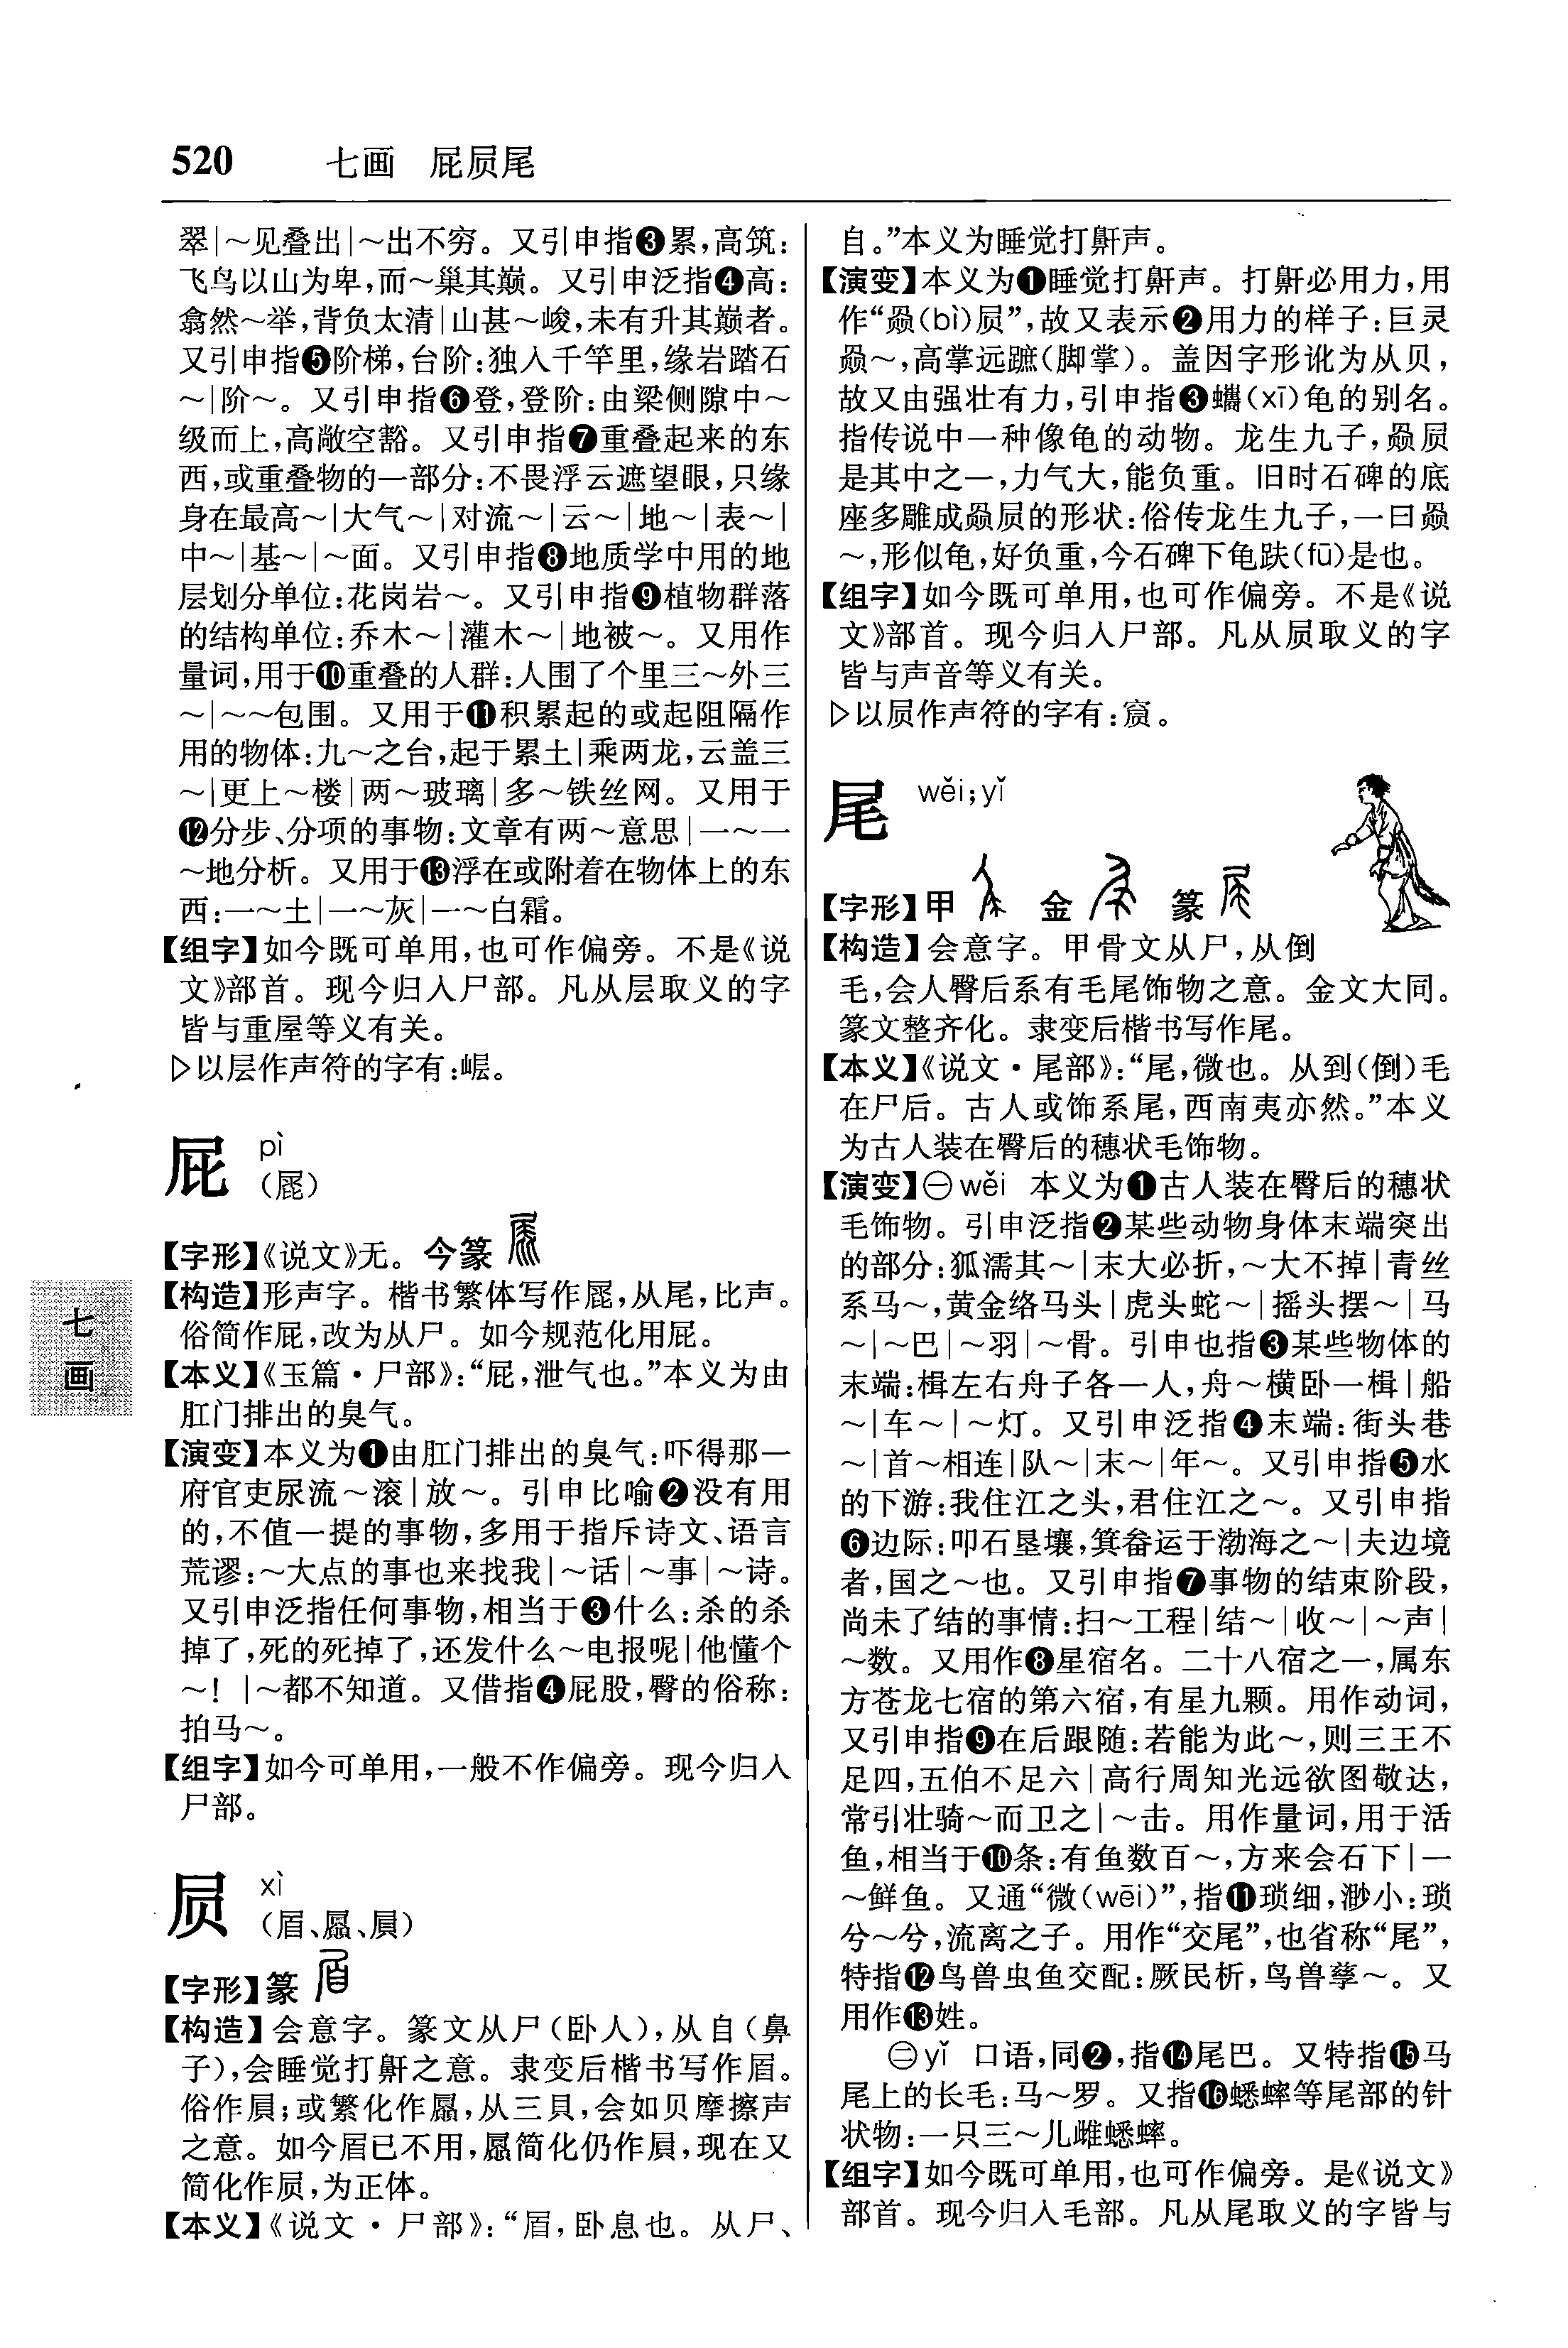 520 七画 屁屃尾
翠|～见叠出|～出不穷。又引申指❸累,高筑:
飞鸟以山为卑,而～巢其巅。又引申泛指❹高:
翕然～举,背负太清|山甚～峻,未有升其巅者。
又引申指❺阶梯,台阶:独入千竿里,缘岩踏石
～|阶～。又引申指❻登,登阶:由梁侧隙中～
级而上,高敞空豁。又引申指❼重叠起来的东
西,或重叠物的一部分:不畏浮云遮望眼,只缘
身在最高～|大气～|对流～|云～|地～|表～|
中～|基～|～面。又引申指❽地质学中用的地
层划分单位:花岗岩～。又引申指❾植物群落
的结构单位:乔木～|灌木～|地被～。又用作
量词,用于❿重叠的人群:人围了个里三～外三
～|～～包围。又用于⓫积累起的或起阻隔作
用的物体:九～之台,起于累土|乘两龙,云盖三
～|更上～楼|两～玻璃|多～铁丝网。又用于
⓬分步、分项的事物:文章有两～意思|一～一
～地分析。又用于⓭浮在或附着在物体上的东
西:一～土|一～灰|一～白霜。
【组字】如今既可单用,也可作偏旁。不是《说
文》部首。现今归入尸部。凡从层取义的字
皆与重屋等义有关。
▷以层作声符的字有:嵼。
屁 pì
(屍)
【字形】《说文》无。今篆
【构造】形声字。楷书繁体写作屍,从尾,比声。
俗简作屁,改为从尸。如今规范化用屁。
【本义】《玉篇·尸部》:“屁,泄气也。”本义为由
肛门排出的臭气。
【演变】本义为❶由肛门排出的臭气:吓得那一
府官吏尿流～滚|放～。引申比喻❷没有用
的,不值一提的事物,多用于指斥诗文、语言
荒谬:～大点的事也来找我|～话|～事|～诗。
又引申泛指任何事物,相当于❸什么:杀的杀
掉了,死的死掉了,还发什么～电报呢|他懂个
～!|～都不知道。又借指❹屁股,臀的俗称:
拍马～。
【组字】如今可单用,一般不作偏旁。现今归入
尸部。
屃 xì
(眉、屭、屓)
【字形】篆
【构造】会意字。篆文从尸(卧人),从自(鼻
子),会睡觉打鼾之意。隶变后楷书写作眉。
俗作屓;或繁化作屭,从三貝,会如贝摩擦声
之意。如今眉已不用,屭简化仍作屓,现在又
简化作屃,为正体。
【本义】《说文·尸部》:“眉,卧息也。从尸、
自。”本义为睡觉打鼾声。
【演变】本义为❶睡觉打鼾声。打鼾必用力,用
作“赑(bì)屃”,故又表示❷用力的样子:巨灵
赑～,高掌远蹠(脚掌)。盖因字形讹为从贝,
故又由强壮有力,引申指❸蠵(xī)龟的别名。
指传说中一种像龟的动物。龙生九子,赑屃
是其中之一,力气大,能负重。旧时石碑的底
座多雕成赑屃的形状:俗传龙生九子,一曰赑
～,形似龟,好负重,今石碑下龟趺(fū)是也。
【组字】如今既可单用,也可作偏旁。不是《说
文》部首。现今归入尸部。凡从屃取义的字
皆与声音等义有关。
▷以屃作声符的字有:。
尾 wěi;yǐ
【字形】甲 金 篆
【构造】会意字。甲骨文从尸,从倒
毛,会人臀后系有毛尾饰物之意。金文大同。
篆文整齐化。隶变后楷书写作尾。
【本义】《说文·尾部》:“尾,微也。从到(倒)毛
在尸后。古人或饰系尾,西南夷亦然。”本义
为古人装在臀后的穗状毛饰物。
【演变】㊀wěi 本义为❶古人装在臀后的穗状
毛饰物。引申泛指❷某些动物身体末端突出
的部分:狐濡其～|末大必折,～大不掉|青丝
系马～,黄金络马头|虎头蛇～|摇头摆～|马
～|～巴|～羽|～骨。引申也指❸某些物体的
末端:楫左右舟子各一人,舟～横卧一楫|船
～|车～|～灯。又引申泛指❹末端:街头巷
～|首～相连|队～|末～|年～。又引申指❺水
的下游:我住江之头,君住江之～。又引申指
❻边际:叩石垦壤,箕畚运于渤海之～|夫边境
者,国之～也。又引申指❼事物的结束阶段,
尚未了结的事情:扫～工程|结～|收～|～声|
～数。又用作❽星宿名。二十八宿之一,属东
方苍龙七宿的第六宿,有星九颗。用作动词,
又引申指❾在后跟随:若能为此～,则三王不
足四,五伯不足六|高行周知光远欲图敬达,
常引壮骑～而卫之|～击。用作量词,用于活
鱼,相当于❿条:有鱼数百～,方来会石下|一
～鲜鱼。又通“微(wēi)”,指⓫琐细,渺小:琐
兮～兮,流离之子。用作“交尾”,也省称“尾”,
特指⓬鸟兽虫鱼交配:厥民析,鸟兽孳～。又
用作⓭姓。
㊁yǐ 口语,同❷,指⓮尾巴。又特指⓯马
尾上的长毛:马～罗。又指⓰蟋蟀等尾部的针
状物:一只三～儿雌蟋蟀。
【组字】如今既可单用,也可作偏旁。是《说文》
部首。现今归入毛部。凡从尾取义的字皆与
七
画